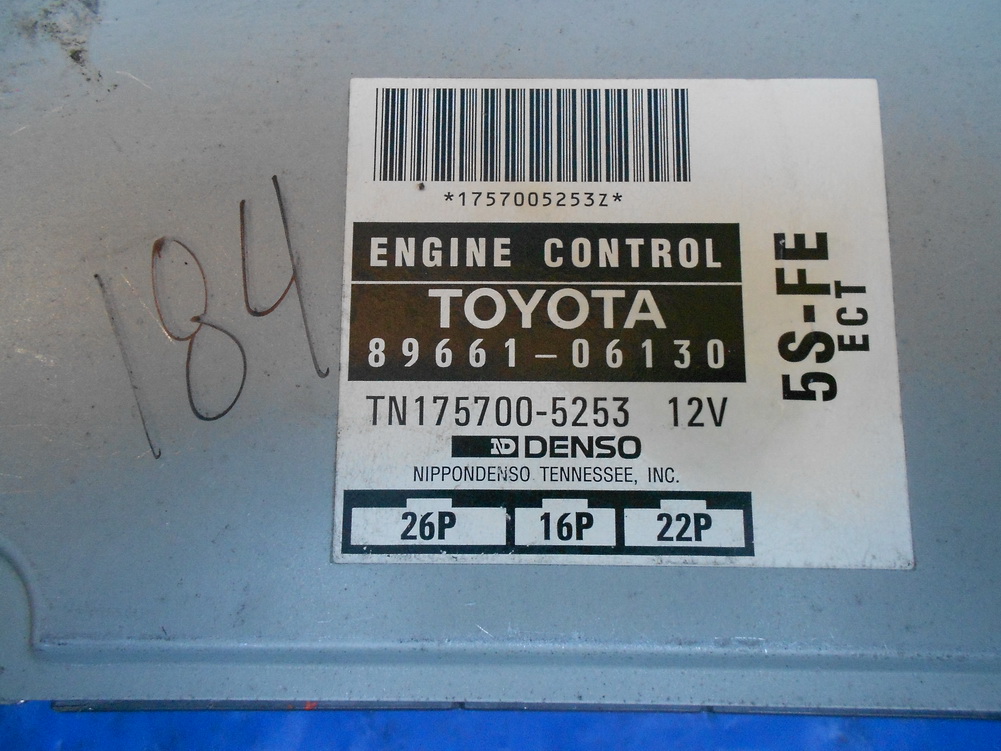 *1757005253Z*
ENGINE CONTROL
TOYOTA
89661-06130
TN175700-5253 12V
ND DENSO
NIPPONDENSO TENNESSEE, INC.
26P 16P 22P
5S-FE
ECT
184